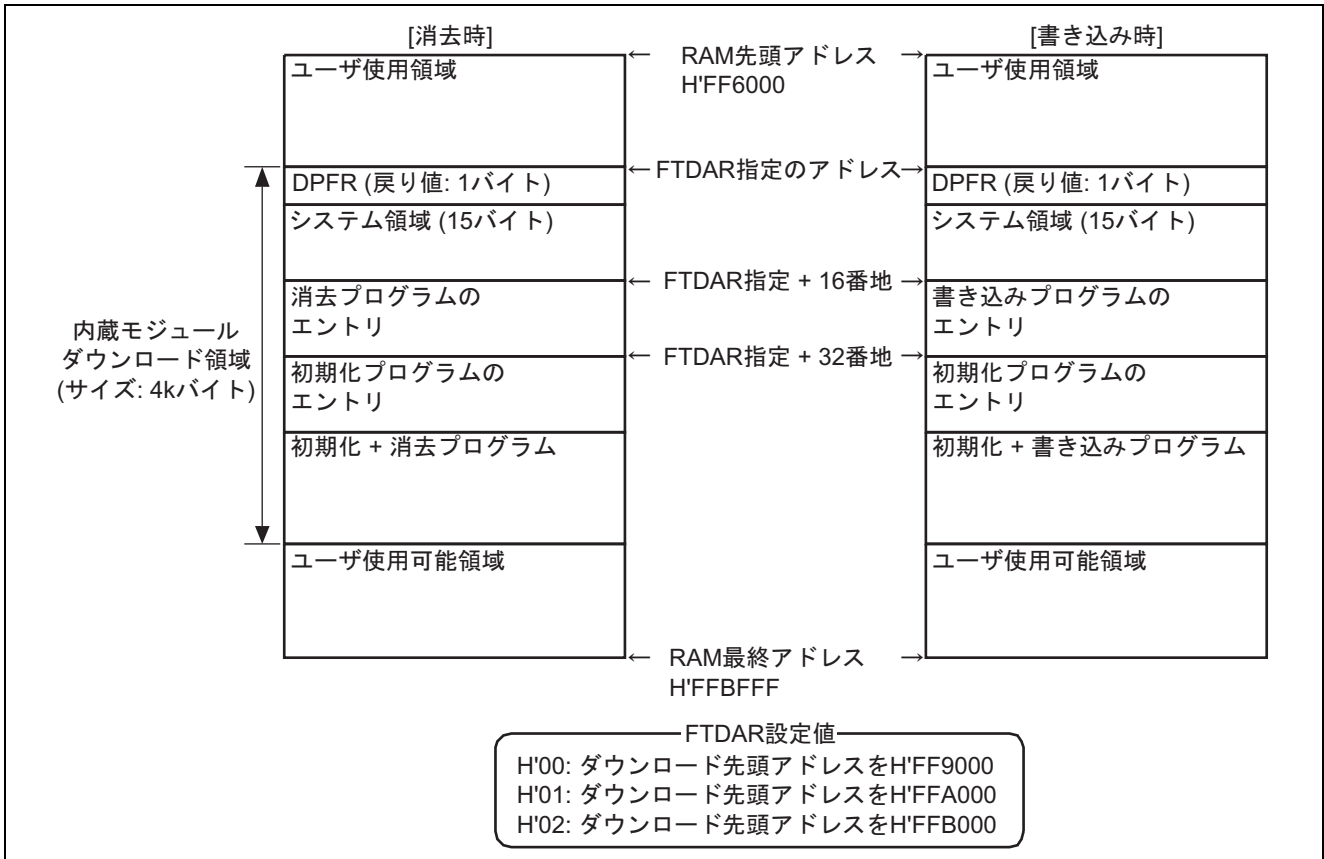 [消去時]
[書き込み時]
← RAM先頭アドレス →
H'FF6000
ユーザ使用領域
ユーザ使用領域
← FTDAR指定のアドレス →
DPFR (戻り値: 1バイト)
DPFR (戻り値: 1バイト)
システム領域 (15バイト)
システム領域 (15バイト)
← FTDAR指定 + 16番地 →
消去プログラムの
エントリ
書き込みプログラムの
エントリ
内蔵モジュール
ダウンロード領域
(サイズ: 4kバイト)
← FTDAR指定 + 32番地 →
初期化プログラムの
エントリ
初期化プログラムの
エントリ
初期化 + 消去プログラム
初期化 + 書き込みプログラム
ユーザ使用可能領域
ユーザ使用可能領域
← RAM最終アドレス →
H'FFBFFF
FTDAR設定値
H'00: ダウンロード先頭アドレスをH'FF9000
H'01: ダウンロード先頭アドレスをH'FFA000
H'02: ダウンロード先頭アドレスをH'FFB000